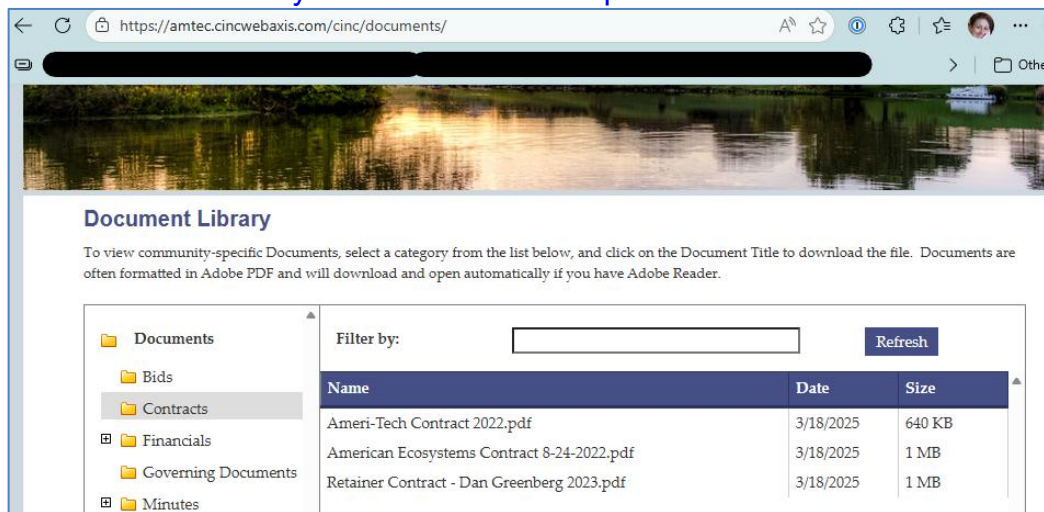 https://amtec.cincwebaxis.com/cinc/documents/
Othe
Document Library
To view community-specific Documents, select a category from the list below, and click on the Document Title to download the file. Documents are
often formatted in Adobe PDF and will download and open automatically if you have Adobe Reader.
Documents
Filter by:
Refresh
Bids
Contracts
Financials
Governing Documents
Minutes
Name Date Size
Ameri-Tech Contract 2022.pdf 3/18/2025 640 KB
American Ecosystems Contract 8-24-2022.pdf 3/18/2025 1 MB
Retainer Contract - Dan Greenberg 2023.pdf 3/18/2025 1 MB